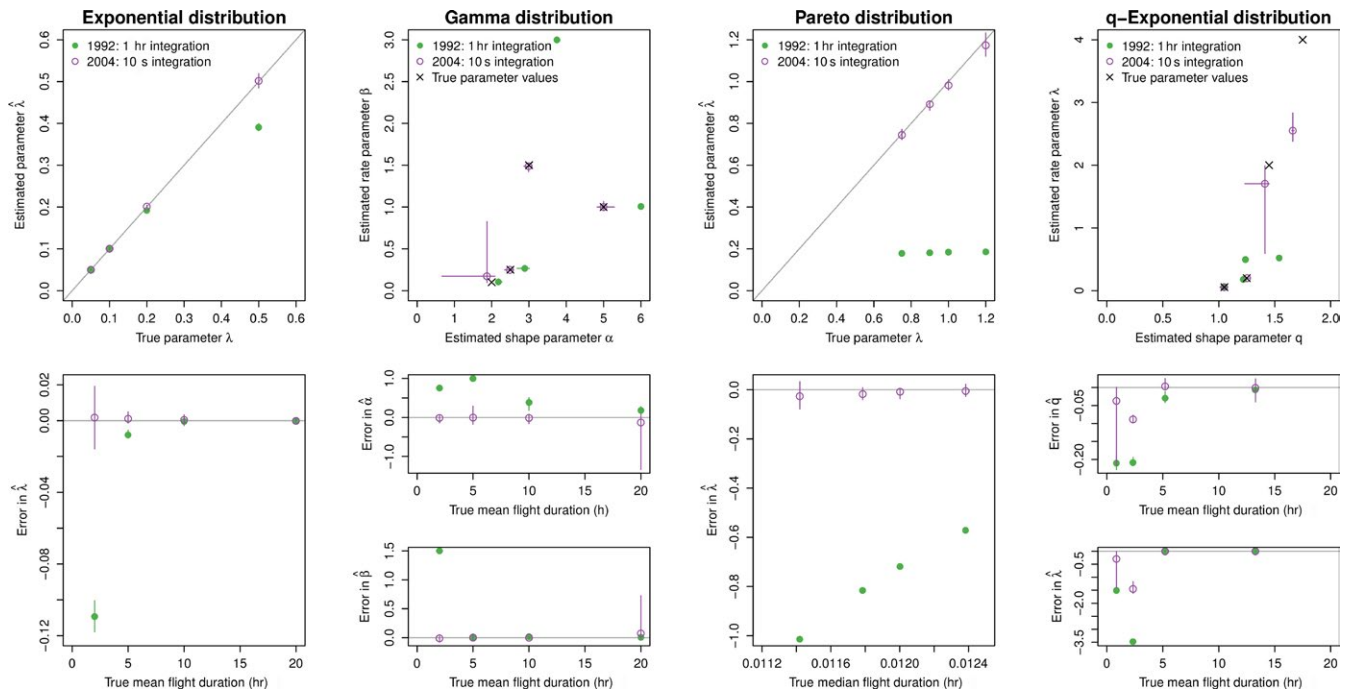 Exponential distribution
1992: 1 hr integration
2004: 10 s integration
Estimated parameter λ̂
0.0 0.1 0.2 0.3 0.4 0.5 0.6
0.0 0.1 0.2 0.3 0.4 0.5 0.6
True parameter λ
Gamma distribution
1992: 1 hr integration
2004: 10 s integration
True parameter values
Estimated rate parameter β
0.0 0.5 1.0 1.5 2.0 2.5 3.0
0 1 2 3 4 5 6
Estimated shape parameter α
Pareto distribution
1992: 1 hr integration
2004: 10 s integration
Estimated parameter λ̂
0.0 0.2 0.4 0.6 0.8 1.0 1.2
0.0 0.2 0.4 0.6 0.8 1.0 1.2
True parameter λ
q-Exponential distribution
1992: 1 hr integration
2004: 10 s integration
True parameter values
Estimated rate parameter λ
0 1 2 3 4
0.0 0.5 1.0 1.5 2.0
Estimated shape parameter q
Error in λ̂
-0.12 -0.08 -0.04 0.00 0.02
0 5 10 15 20
True mean flight duration (hr)
Error in α̂
-1.0 0.0 1.0
0 5 10 15 20
True mean flight duration (h)
Error in β̂
0.0 0.5 1.5
0 5 10 15 20
True mean flight duration (h)
Error in λ̂
-1.0 -0.8 -0.6 -0.4 -0.2 0.0
0.0112 0.0116 0.0120 0.0124
True median flight duration (hr)
Error in q̂
-0.20 -0.05
0 5 10 15 20
True mean flight duration (hr)
Error in λ̂
-3.5 -2.0 -0.5
0 5 10 15 20
True mean flight duration (hr)